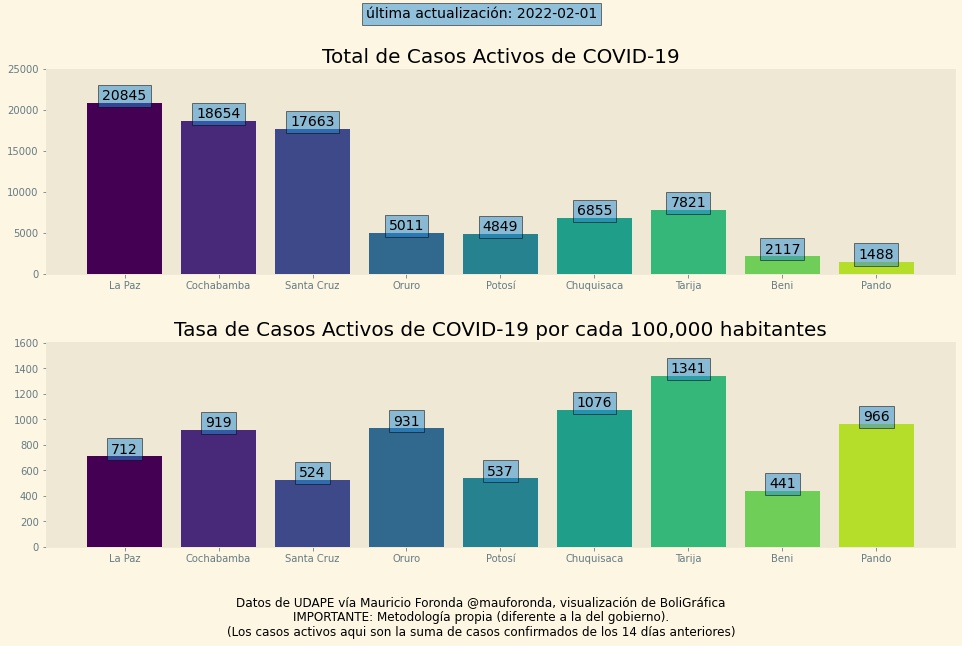 última actualización: 2022-02-01
Total de Casos Activos de COVID-19
25000
20000
15000
10000
5000
0
20845
18654
17663
5011
4849
6855
7821
2117
1488
La Paz
Cochabamba
Santa Cruz
Oruro
Potosí
Chuquisaca
Tarija
Beni
Pando
Tasa de Casos Activos de COVID-19 por cada 100,000 habitantes
1600
1400
1200
1000
800
600
400
200
0
712
919
524
931
537
1076
1341
441
966
La Paz
Cochabamba
Santa Cruz
Oruro
Potosí
Chuquisaca
Tarija
Beni
Pando
Datos de UDAPE vía Mauricio Foronda @mauforonda, visualización de BoliGráfica
IMPORTANTE: Metodología propia (diferente a la del gobierno).
(Los casos activos aqui son la suma de casos confirmados de los 14 días anteriores)